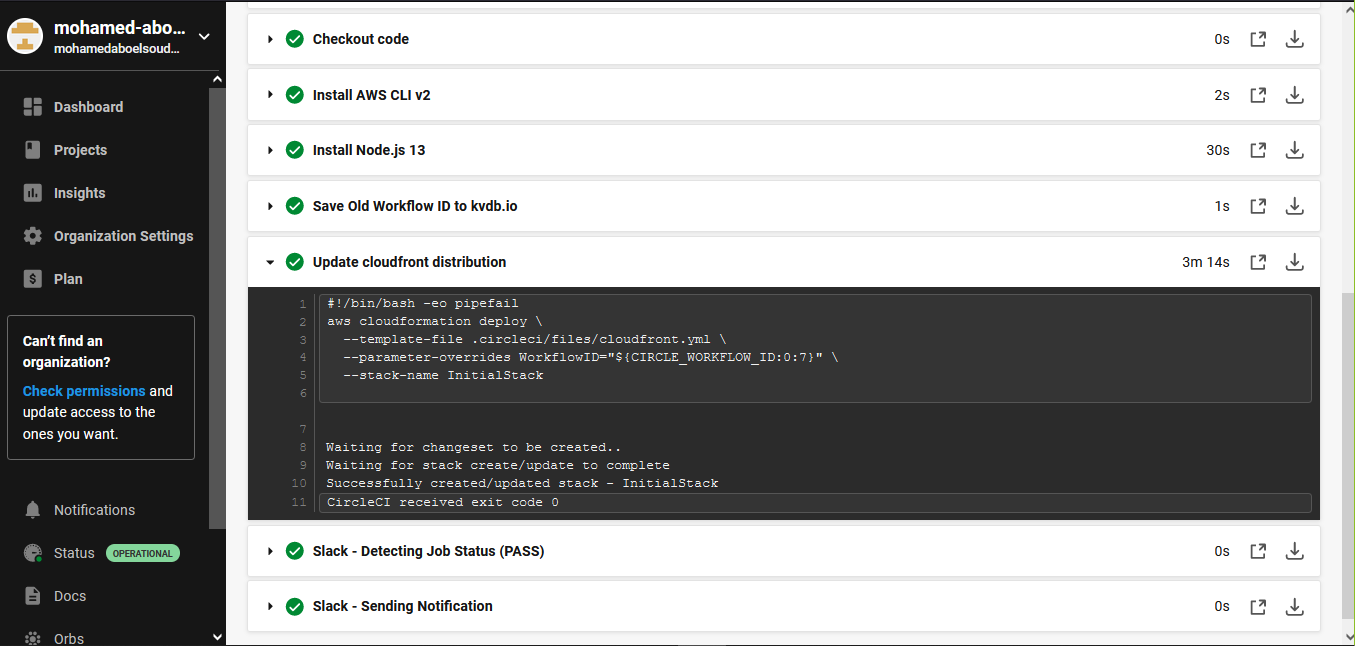 mohamed-abo...
mohamedaboelsoud...
Dashboard
Projects
Insights
Organization Settings
Plan
Can't find an
organization?
Check permissions and
update access to the
ones you want.
Notifications
Status OPERATIONAL
Docs
Orbs
Checkout code 0s
Install AWS CLI v2 2s
Install Node.js 13 30s
Save Old Workflow ID to kvdb.io 1s
Update cloudfront distribution 3m 14s
1 #!/bin/bash -eo pipefail
2 aws cloudformation deploy \
3   --template-file .circleci/files/cloudfront.yml \
4   --parameter-overrides WorkflowID="${CIRCLE_WORKFLOW_ID:0:7}" \
5   --stack-name InitialStack
6
7
8 Waiting for changeset to be created..
9 Waiting for stack create/update to complete
10 Successfully created/updated stack - InitialStack
11 CircleCI received exit code 0
Slack - Detecting Job Status (PASS) 0s
Slack - Sending Notification 0s